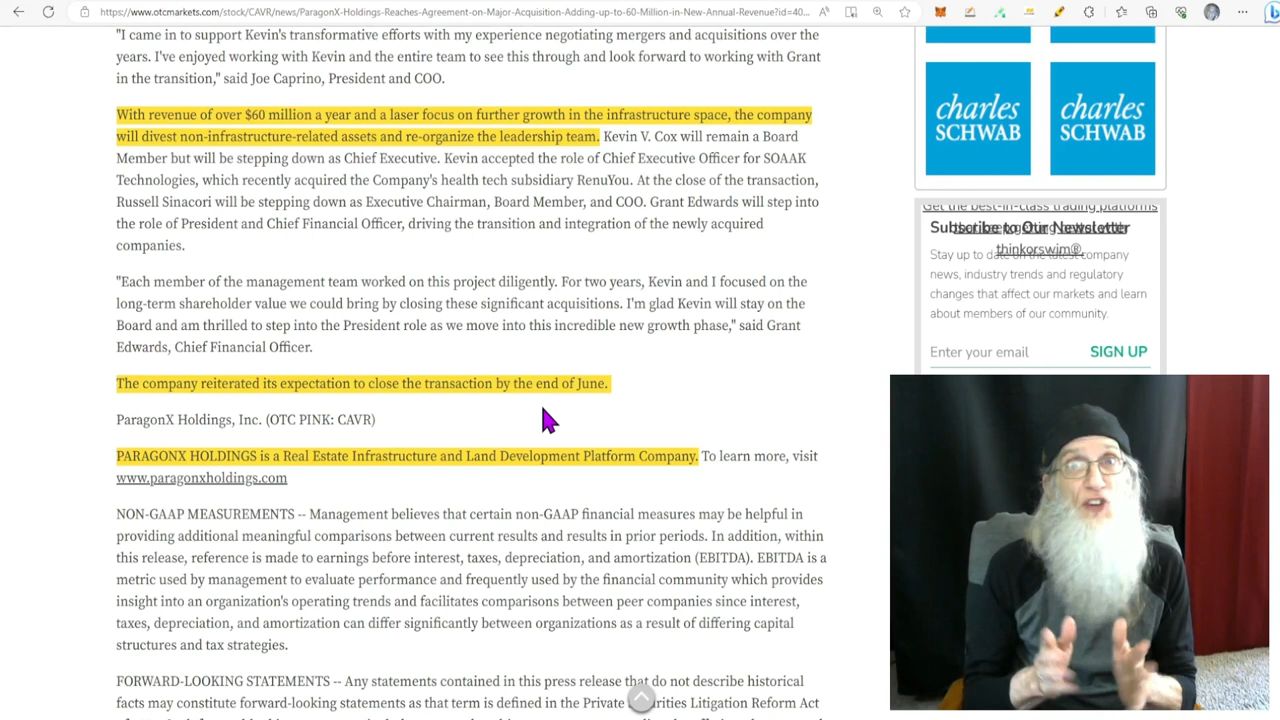 https://www.otcmarkets.com/stock/CAVR/news/ParagonX-Holdings-Reaches-Agreement-on-Major-Acquisition-Adding-up-to-60-Million-in-New-Annual-Revenue?id=40...
"I came in to support Kevin's transformative efforts with my experience negotiating mergers and acquisitions over the
years. I've enjoyed working with Kevin and the entire team to see this through and look forward to working with Grant
in the transition," said Joe Caprino, President and COO.
With revenue of over $60 million a year and a laser focus on further growth in the infrastructure space, the company
will divest non-infrastructure-related assets and re-organize the leadership team. Kevin V. Cox will remain a Board
Member but will be stepping down as Chief Executive. Kevin accepted the role of Chief Executive Officer for SOAAK
Technologies, which recently acquired the Company's health tech subsidiary RenuYou. At the close of the transaction,
Russell Sinacori will be stepping down as Executive Chairman, Board Member, and COO. Grant Edwards will step into
the role of President and Chief Financial Officer, driving the transition and integration of the newly acquired
companies.
"Each member of the management team worked on this project diligently. For two years, Kevin and I focused on the
long-term shareholder value we could bring by closing these significant acquisitions. I'm glad Kevin will stay on the
Board and am thrilled to step into the President role as we move into this incredible new growth phase," said Grant
Edwards, Chief Financial Officer.
The company reiterated its expectation to close the transaction by the end of June.
ParagonX Holdings, Inc. (OTC PINK: CAVR)
PARAGONX HOLDINGS is a Real Estate Infrastructure and Land Development Platform Company. To learn more, visit
www.paragonxholdings.com
NON-GAAP MEASUREMENTS -- Management believes that certain non-GAAP financial measures may be helpful in
providing additional meaningful comparisons between current results and results in prior periods. In addition, within
this release, reference is made to earnings before interest, taxes, depreciation, and amortization (EBITDA). EBITDA is a
metric used by management to evaluate performance and frequently used by the financial community which provides
insight into an organization's operating trends and facilitates comparisons between peer companies since interest,
taxes, depreciation, and amortization can differ significantly between organizations as a result of differing capital
structures and tax strategies.
FORWARD-LOOKING STATEMENTS -- Any statements contained in this press release that do not describe historical
facts may constitute forward-looking statements as that term is defined in the Private Securities Litigation Reform Act
charles SCHWAB
charles SCHWAB
Get the best-in-class trading platforms
Subscribe to Our Newsletter
thinkorswim®.
Stay up to date on the latest company
news, industry trends and regulatory
changes that affect our markets and learn
about members of our community.
Enter your email SIGN UP